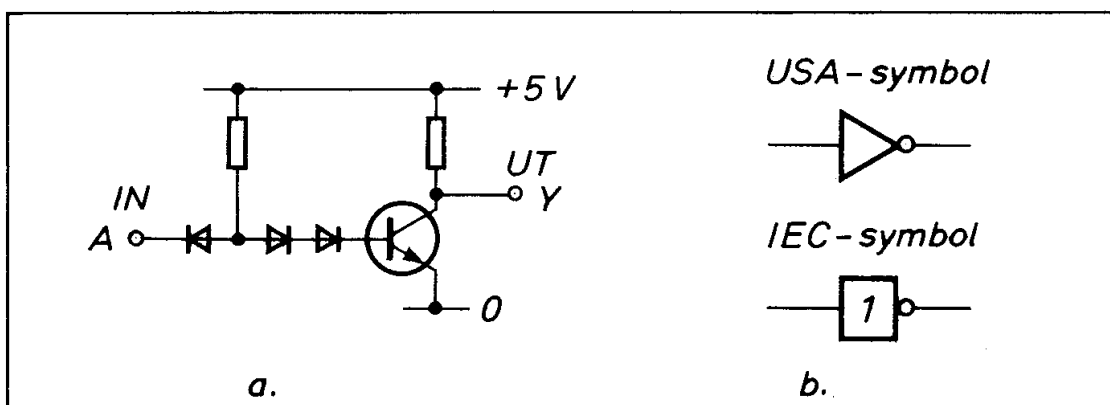 +5 V
UT
Y
IN
A
0
a.
USA-symbol
IEC-symbol
1
b.